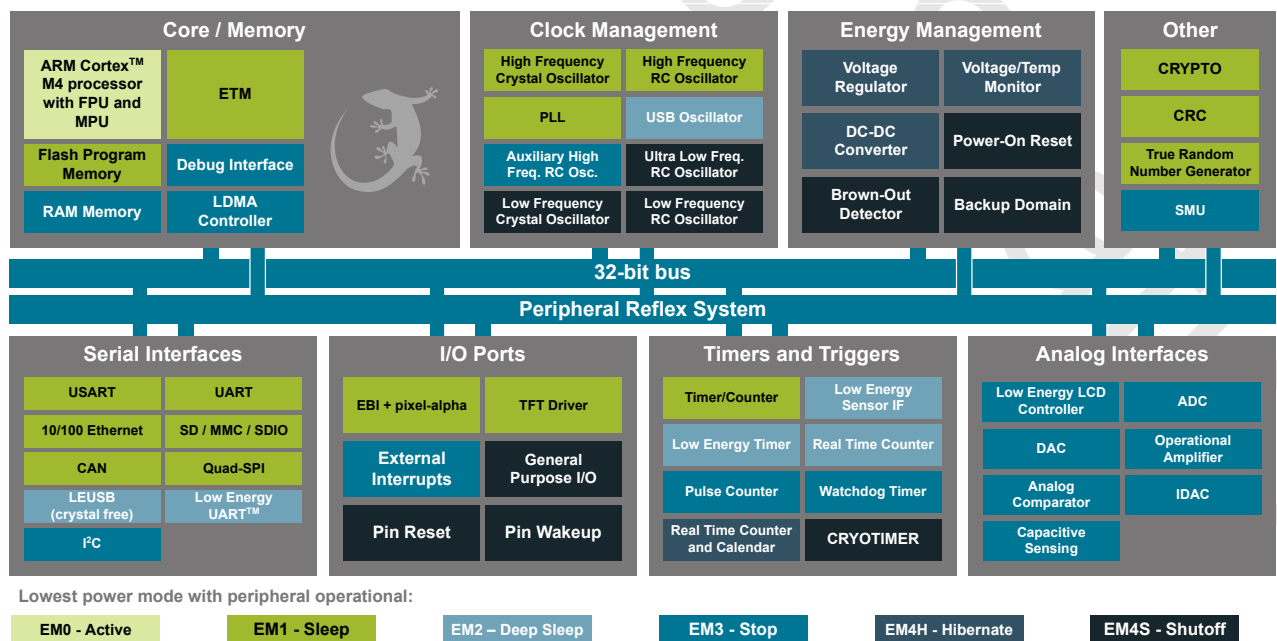 Core / Memory
ARM Cortex™
M4 processor
with FPU and
MPU
ETM
Flash Program
Memory
Debug Interface
RAM Memory
LDMA
Controller
Clock Management
High Frequency
Crystal Oscillator
High Frequency
RC Oscillator
PLL
USB Oscillator
Auxiliary High
Freq. RC Osc.
Ultra Low Freq.
RC Oscillator
Low Frequency
Crystal Oscillator
Low Frequency
RC Oscillator
Energy Management
Voltage
Regulator
Voltage/Temp
Monitor
DC-DC
Converter
Power-On Reset
Brown-Out
Detector
Backup Domain
Other
CRYPTO
CRC
True Random
Number Generator
SMU
32-bit bus
Peripheral Reflex System
Serial Interfaces
USART
UART
10/100 Ethernet
SD / MMC / SDIO
CAN
Quad-SPI
LEUSB
(crystal free)
Low Energy
UART™
I²C
I/O Ports
EBI + pixel-alpha
TFT Driver
External
Interrupts
General
Purpose I/O
Pin Reset
Pin Wakeup
Timers and Triggers
Timer/Counter
Low Energy
Sensor IF
Low Energy Timer
Real Time Counter
Pulse Counter
Watchdog Timer
Real Time Counter
and Calendar
CRYOTIMER
Analog Interfaces
Low Energy LCD
Controller
ADC
DAC
Operational
Amplifier
Analog
Comparator
IDAC
Capacitive
Sensing
Lowest power mode with peripheral operational:
EM0 - Active
EM1 - Sleep
EM2 – Deep Sleep
EM3 - Stop
EM4H - Hibernate
EM4S - Shutoff